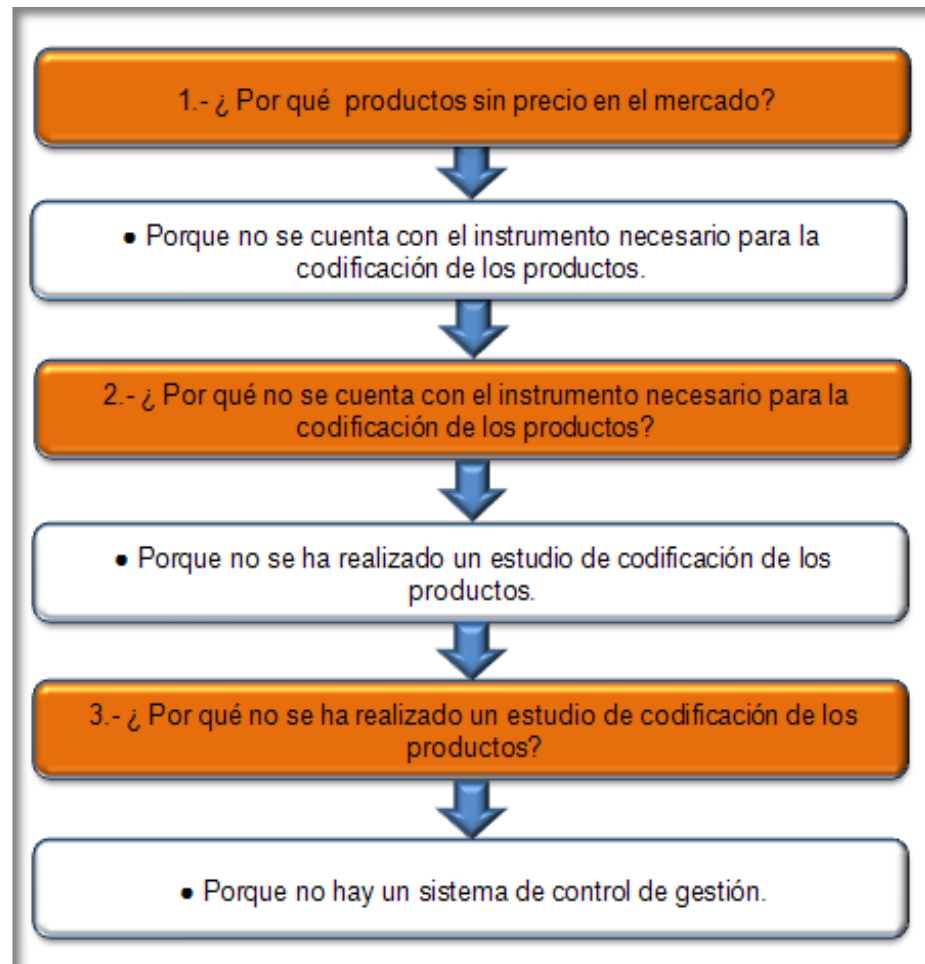 1.- ¿ Por qué  productos sin precio en el mercado?
● Porque no se cuenta con el instrumento necesario para la
codificación de los productos.
2.- ¿ Por qué no se cuenta con el instrumento necesario para la
codificación de los productos?
● Porque no se ha realizado un estudio de codificación de los
productos.
3.- ¿ Por qué no se ha realizado un estudio de codificación de los
productos?
● Porque no hay un sistema de control de gestión.